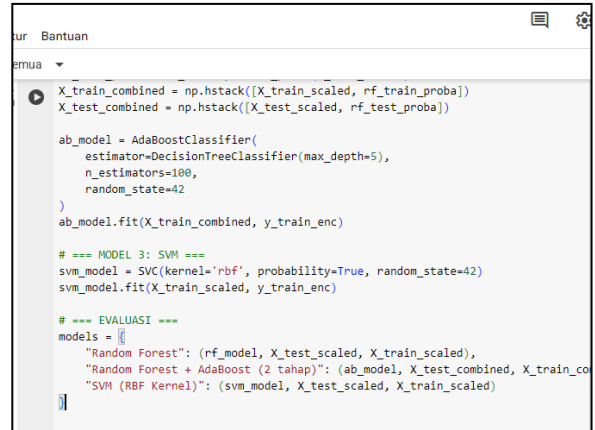 ur Bantuan
emua
X_train_combined = np.hstack([X_train_scaled, rf_train_proba])
X_test_combined = np.hstack([X_test_scaled, rf_test_proba])
ab_model = AdaBoostClassifier(
estimator=DecisionTreeClassifier(max_depth=5),
n_estimators=100,
random_state=42
)
ab_model.fit(X_train_combined, y_train_enc)
# === MODEL 3: SVM ===
svm_model = SVC(kernel='rbf', probability=True, random_state=42)
svm_model.fit(X_train_scaled, y_train_enc)
# === EVALUASI ===
models = {
"Random Forest": (rf_model, X_test_scaled, X_train_scaled),
"Random Forest + AdaBoost (2 tahap)": (ab_model, X_test_combined, X_train_co
"SVM (RBF Kernel)": (svm_model, X_test_scaled, X_train_scaled)
}